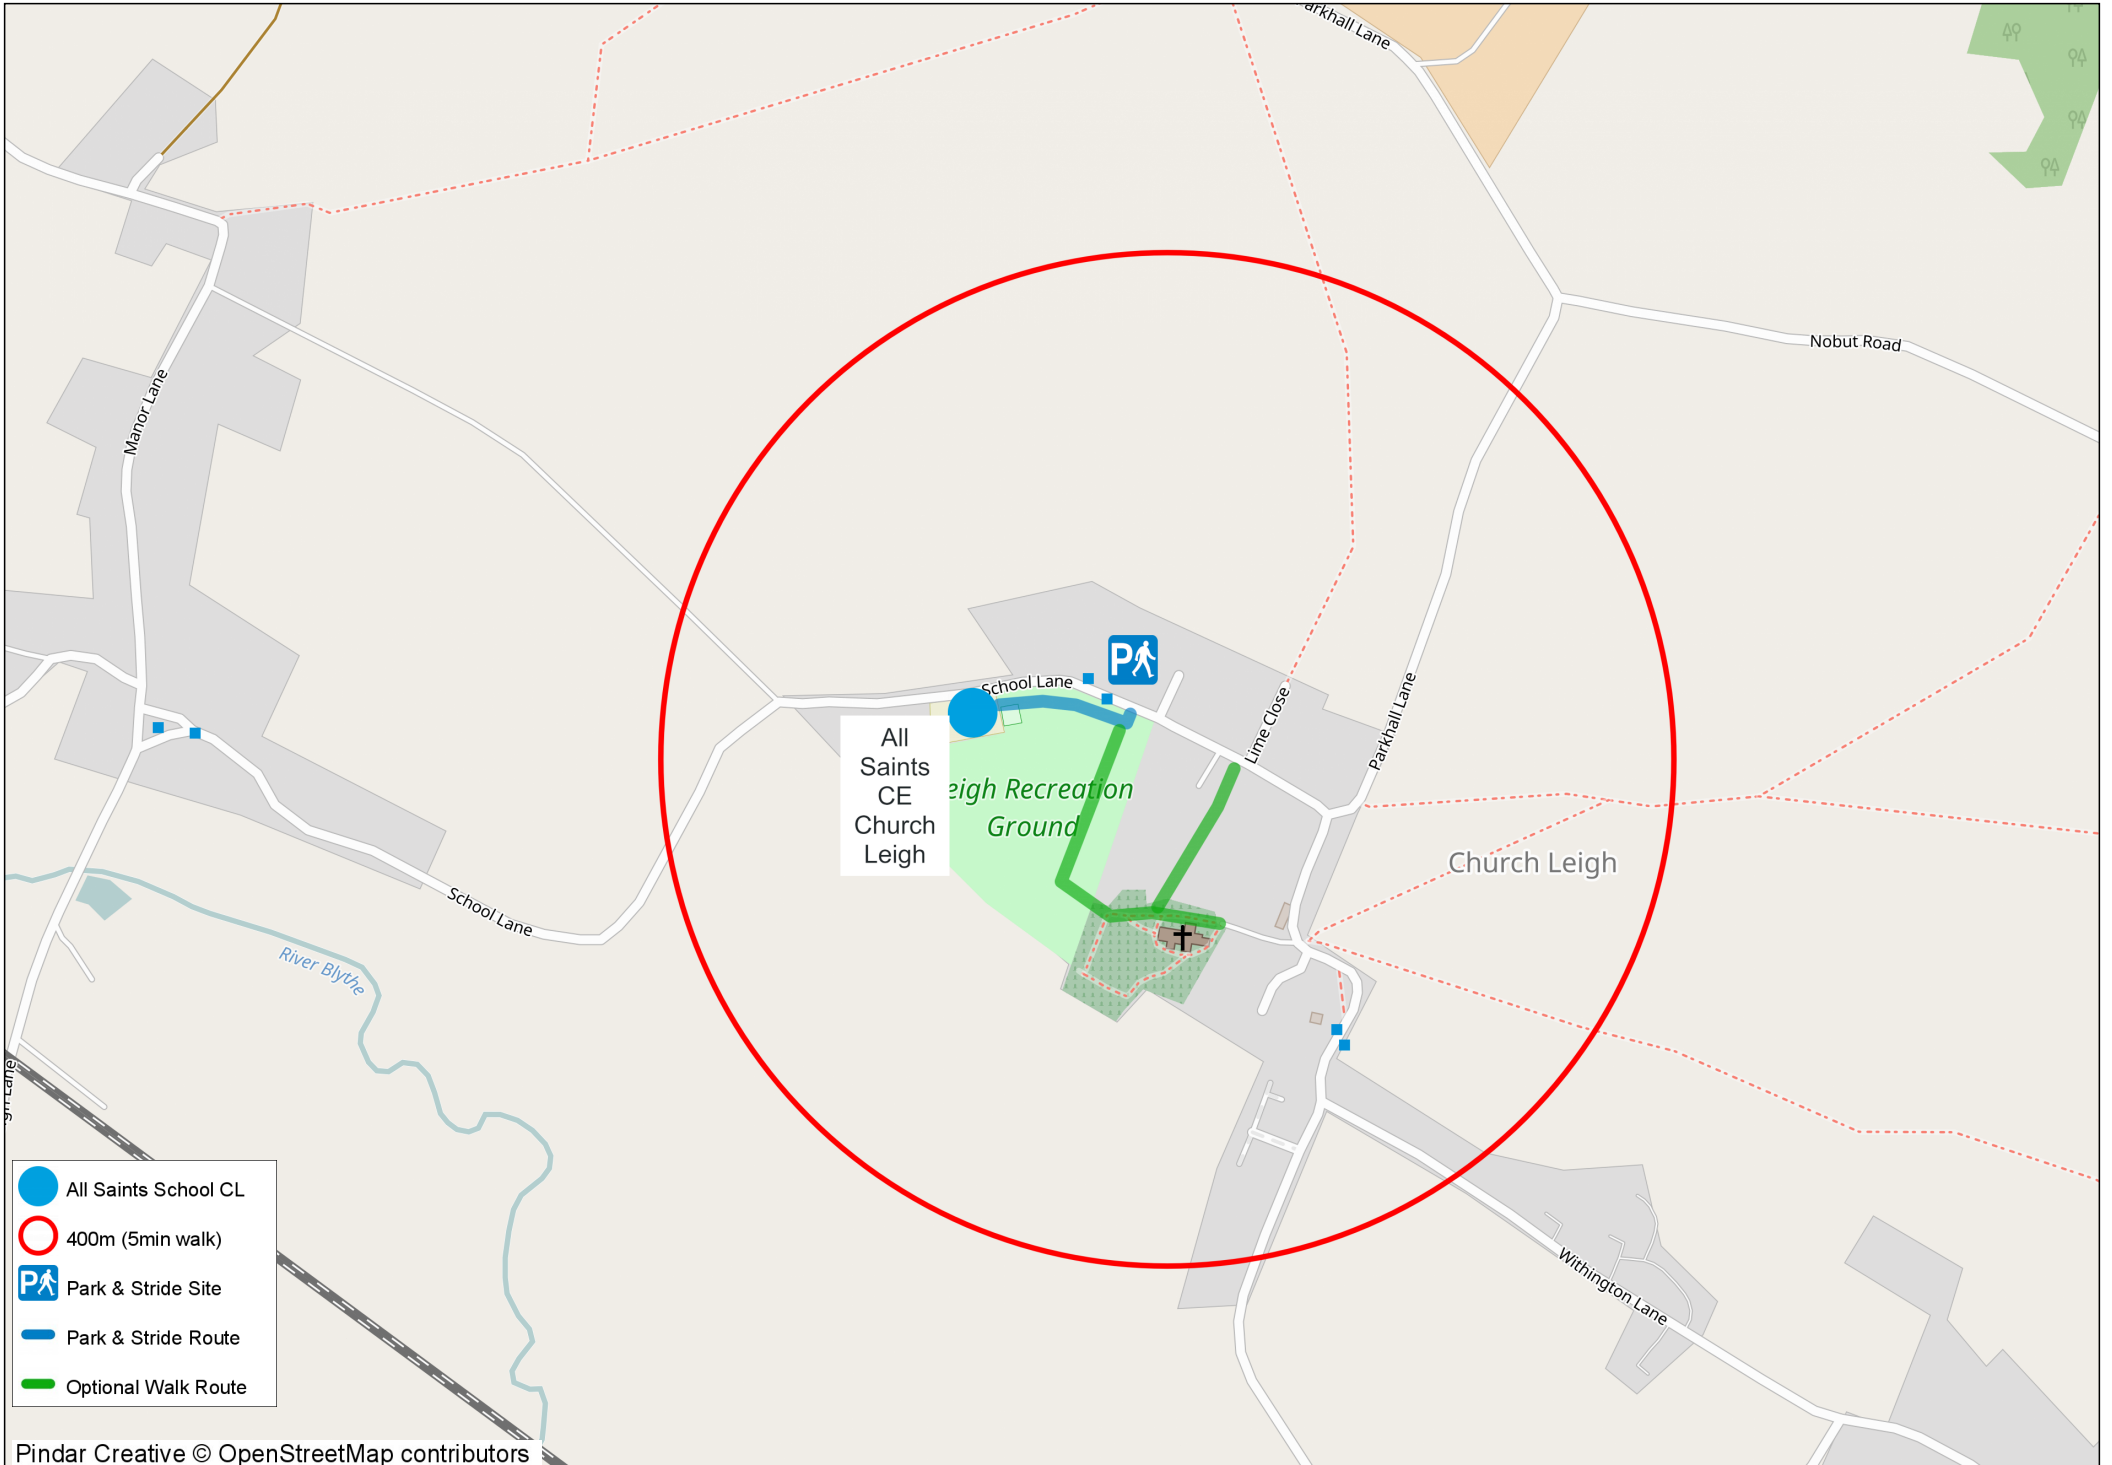 arkhall Lane
Nobut Road
Manor Lane
School Lane
P
Lime Close
Parkhall Lane
All
Saints
CE
Church
Leigh
eigh Recreation
Ground
Church Leigh
School Lane
River Blythe
gh Lane
Withington Lane
All Saints School CL
400m (5min walk)
P
Park & Stride Site
Park & Stride Route
Optional Walk Route
Pindar Creative © OpenStreetMap contributors